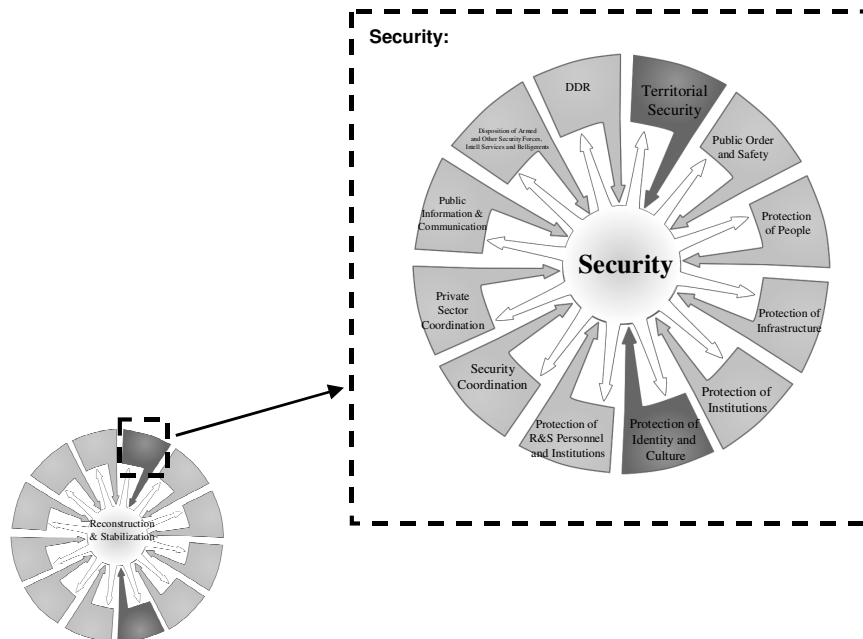 Security:
DDR
Territorial
Security
Disposition of Armed
and Other Security Forces,
Intell Services and Belligerents
Public Order
and Safety
Public
Information &
Communication
Protection
of People
Security
Private
Sector
Coordination
Protection of
Infrastructure
Security
Coordination
Protection of
Institutions
Protection of
R&S Personnel
and Institutions
Protection of
Identity and
Culture
Reconstruction
& Stabilization